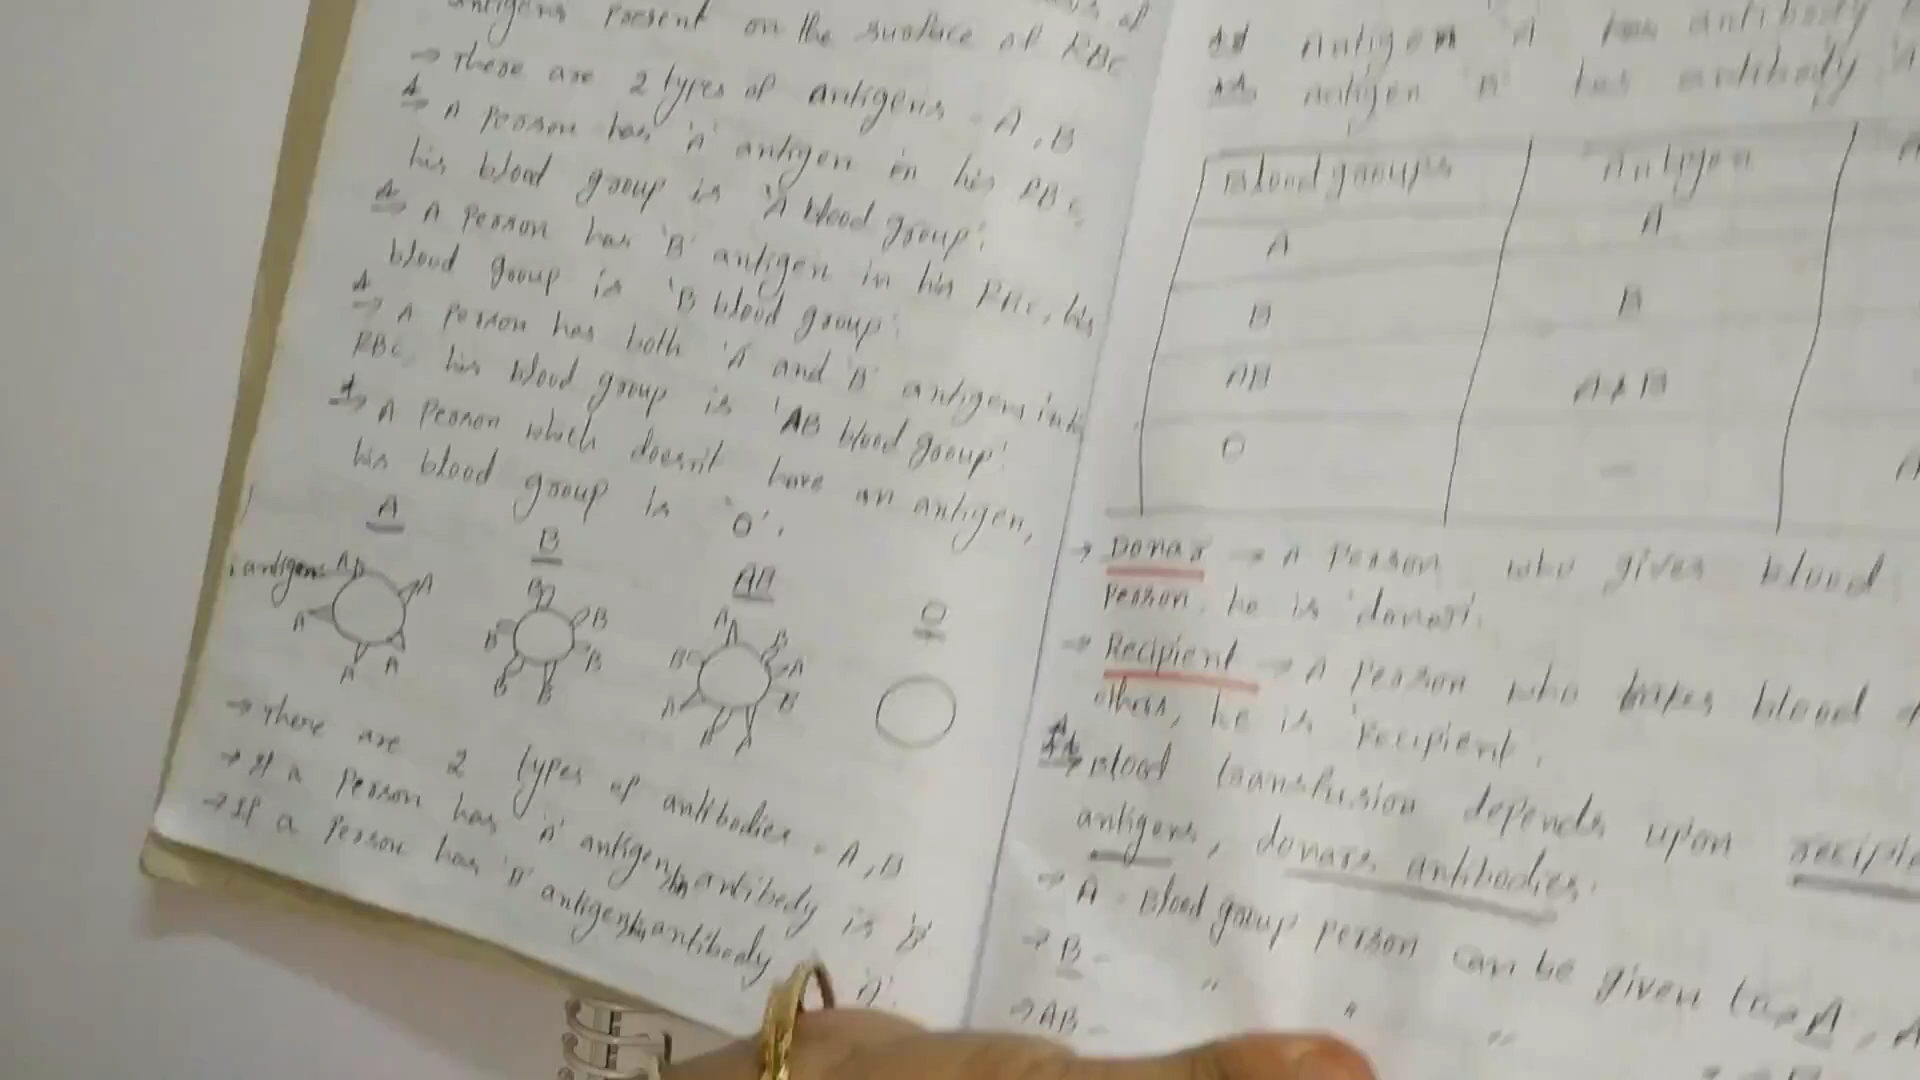 antigens present on the surface of RBC
→ There are 2 types of antigens - A, B
→ A person has 'A' antigen in his RBC,
his blood group is 'A blood group'.
→ A person has 'B' antigen in his RBC, his
blood group is 'B blood group'.
→ A person has both 'A' and 'B' antigens in
RBC, his blood group is 'AB blood group'.
→ A person which doesn't have an antigen,
his blood group is 'O'.
A B AB O
antigens A A A A A
B B B B B
A B A B A A A B
→ There are 2 types of antibodies - A, B
→ If a person has 'A' antigen, his antibody is 'B'
→ If a person has 'B' antigen his antibody 'A'.
Antigen 'A' has antibody
antigen 'B' has antibody 'A
Blood groups Antigen
A A
B B
AB A & B
O —
→ Donar → A person who gives blood
person, he is 'donar'.
→ Recipient → A person who takes blood
others, he is 'recipient'.
→ Blood transfusion depends upon
antigens, donars antibodies.
→ A - Blood group person can be given to → A,
→ B - " " "
→ AB -